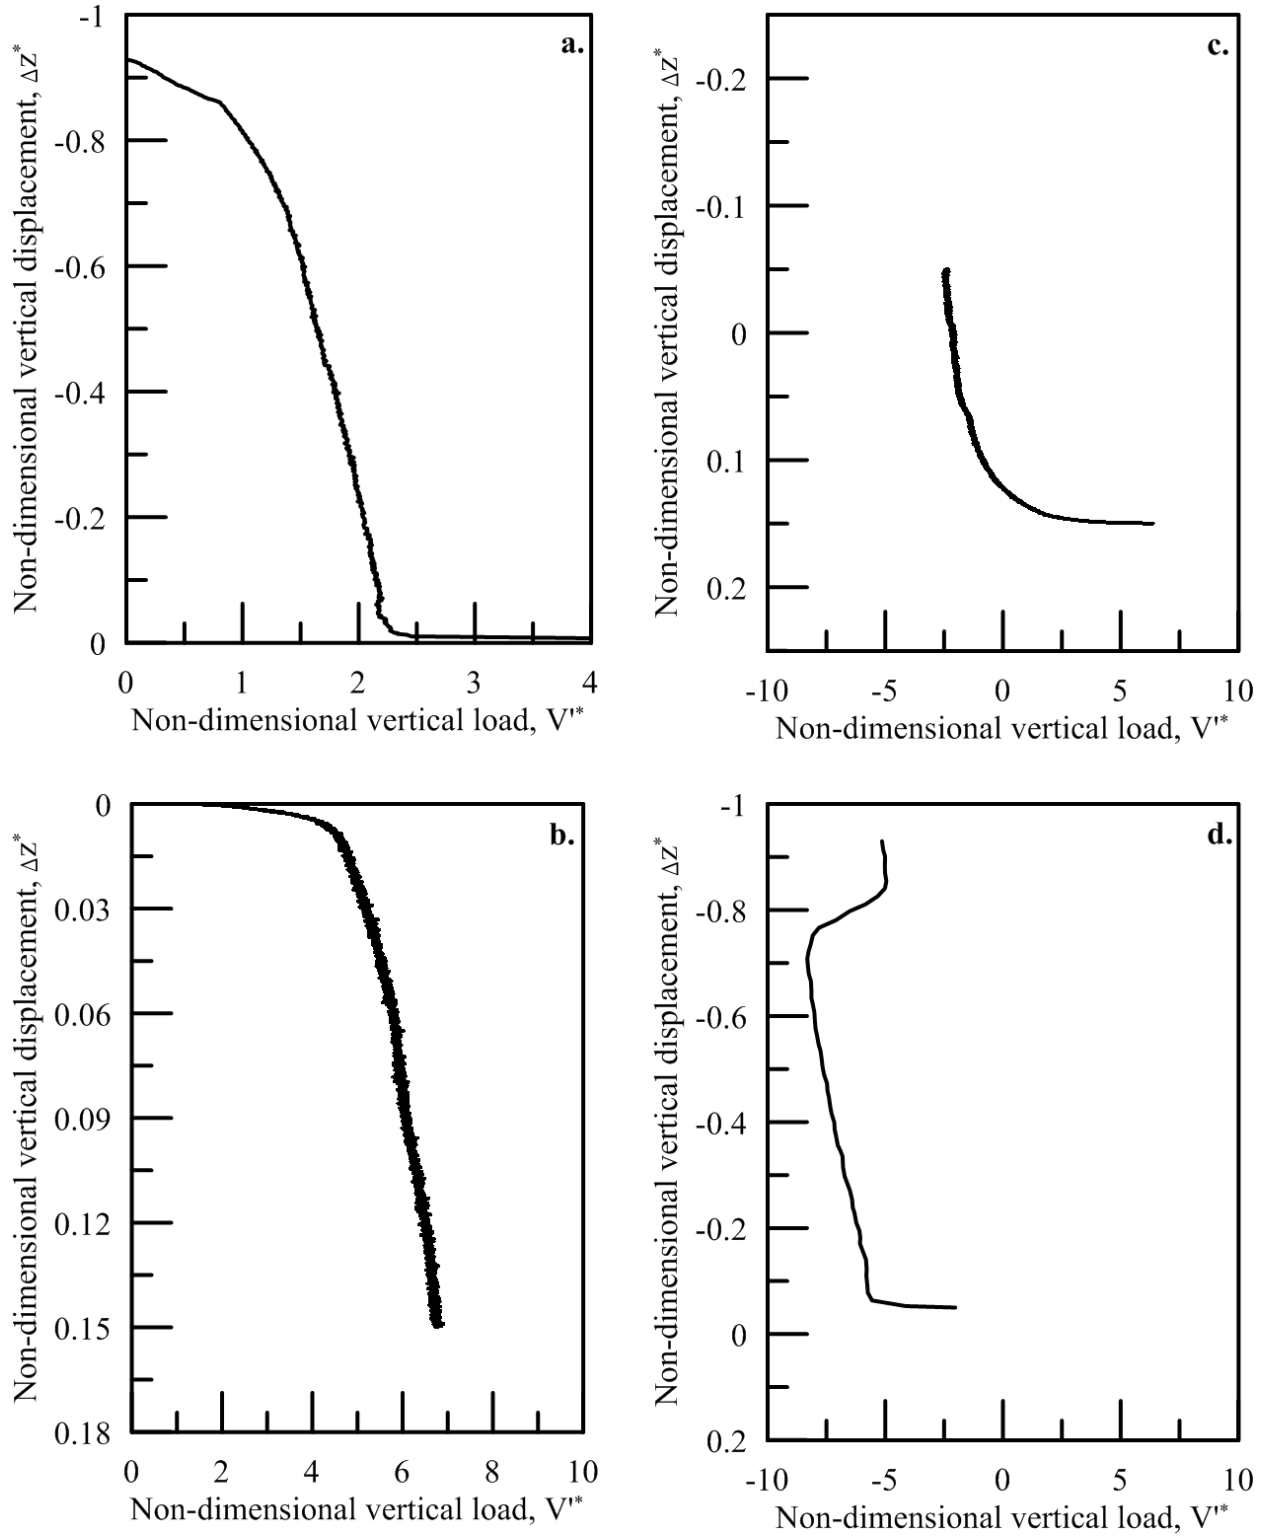 a.
Non-dimensional vertical displacement, Δz*
-1
-0.8
-0.6
-0.4
-0.2
0
0 1 2 3 4
Non-dimensional vertical load, V'*
c.
Non-dimensional vertical displacement, Δz*
-0.2
-0.1
0
0.1
0.2
-10 -5 0 5 10
Non-dimensional vertical load, V'*
b.
Non-dimensional vertical displacement, Δz*
0
0.03
0.06
0.09
0.12
0.15
0.18
0 2 4 6 8 10
Non-dimensional vertical load, V'*
d.
Non-dimensional vertical displacement, Δz*
-1
-0.8
-0.6
-0.4
-0.2
0
0.2
-10 -5 0 5 10
Non-dimensional vertical load, V'*